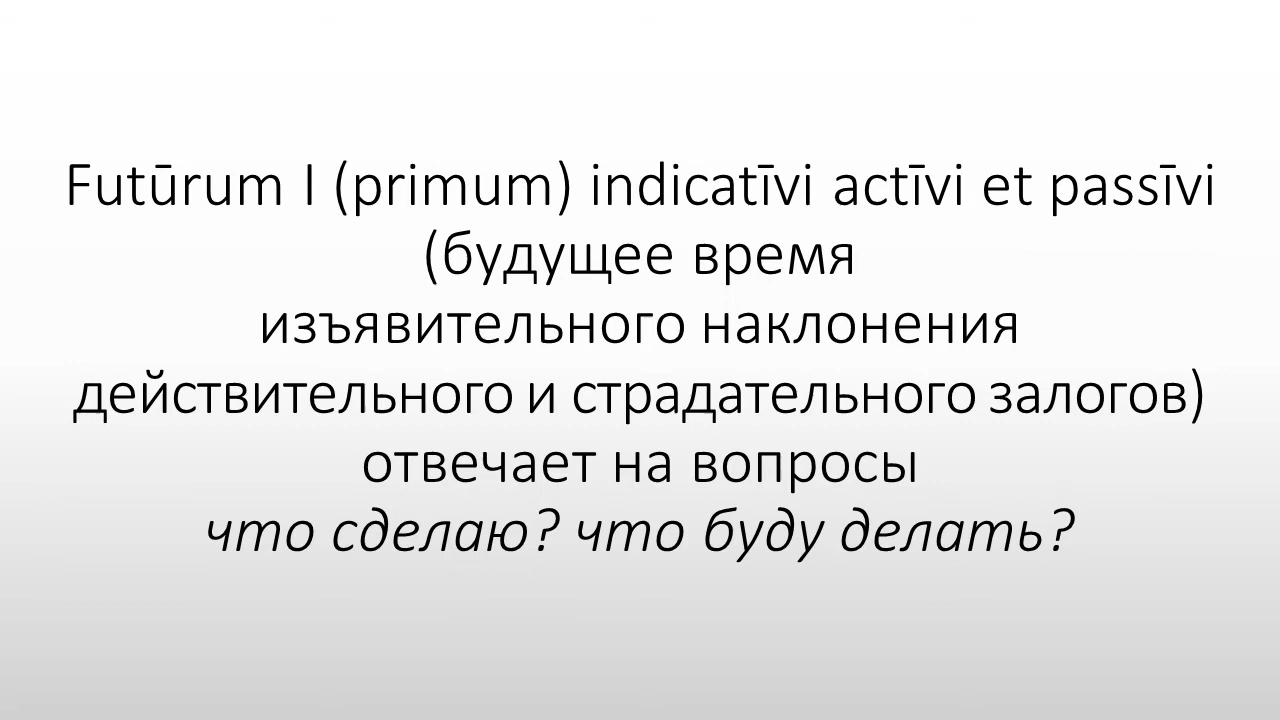 Futūrum I (primum) indicatīvi actīvi et passīvi
(будущее время
изъявительного наклонения
действительного и страдательного залогов)
отвечает на вопросы
что сделаю? что буду делать?